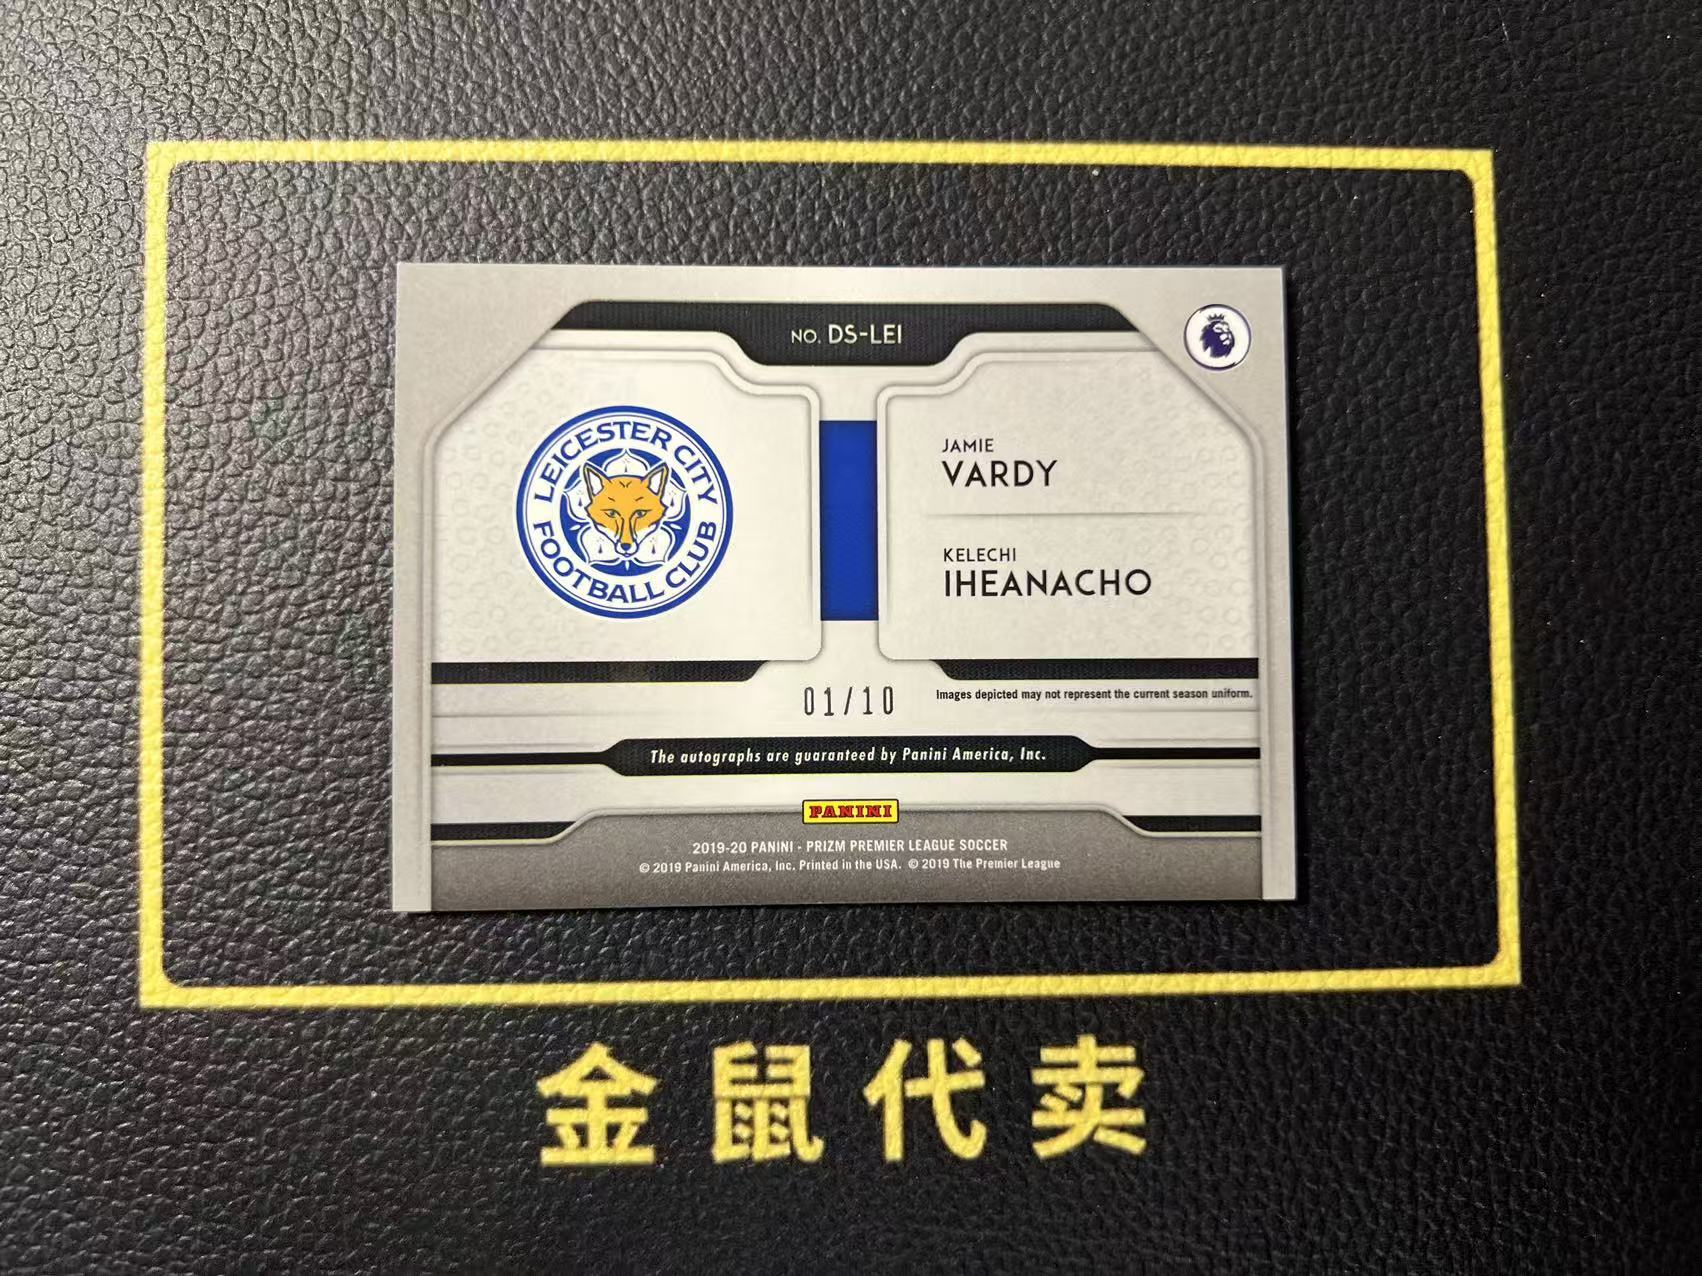 NO. DS-LEI
LEICESTER CITY
FOOTBALL CLUB
JAMIE
VARDY
KELECHI
IHEANACHO
01/10
Images depicted may not represent the current season uniform.
The autographs are guaranteed by Panini America, Inc.
PANINI
2019-20 PANINI - PRIZM PREMIER LEAGUE SOCCER
© 2019 Panini America, Inc. Printed in the USA. © 2019 The Premier League
金鼠代卖